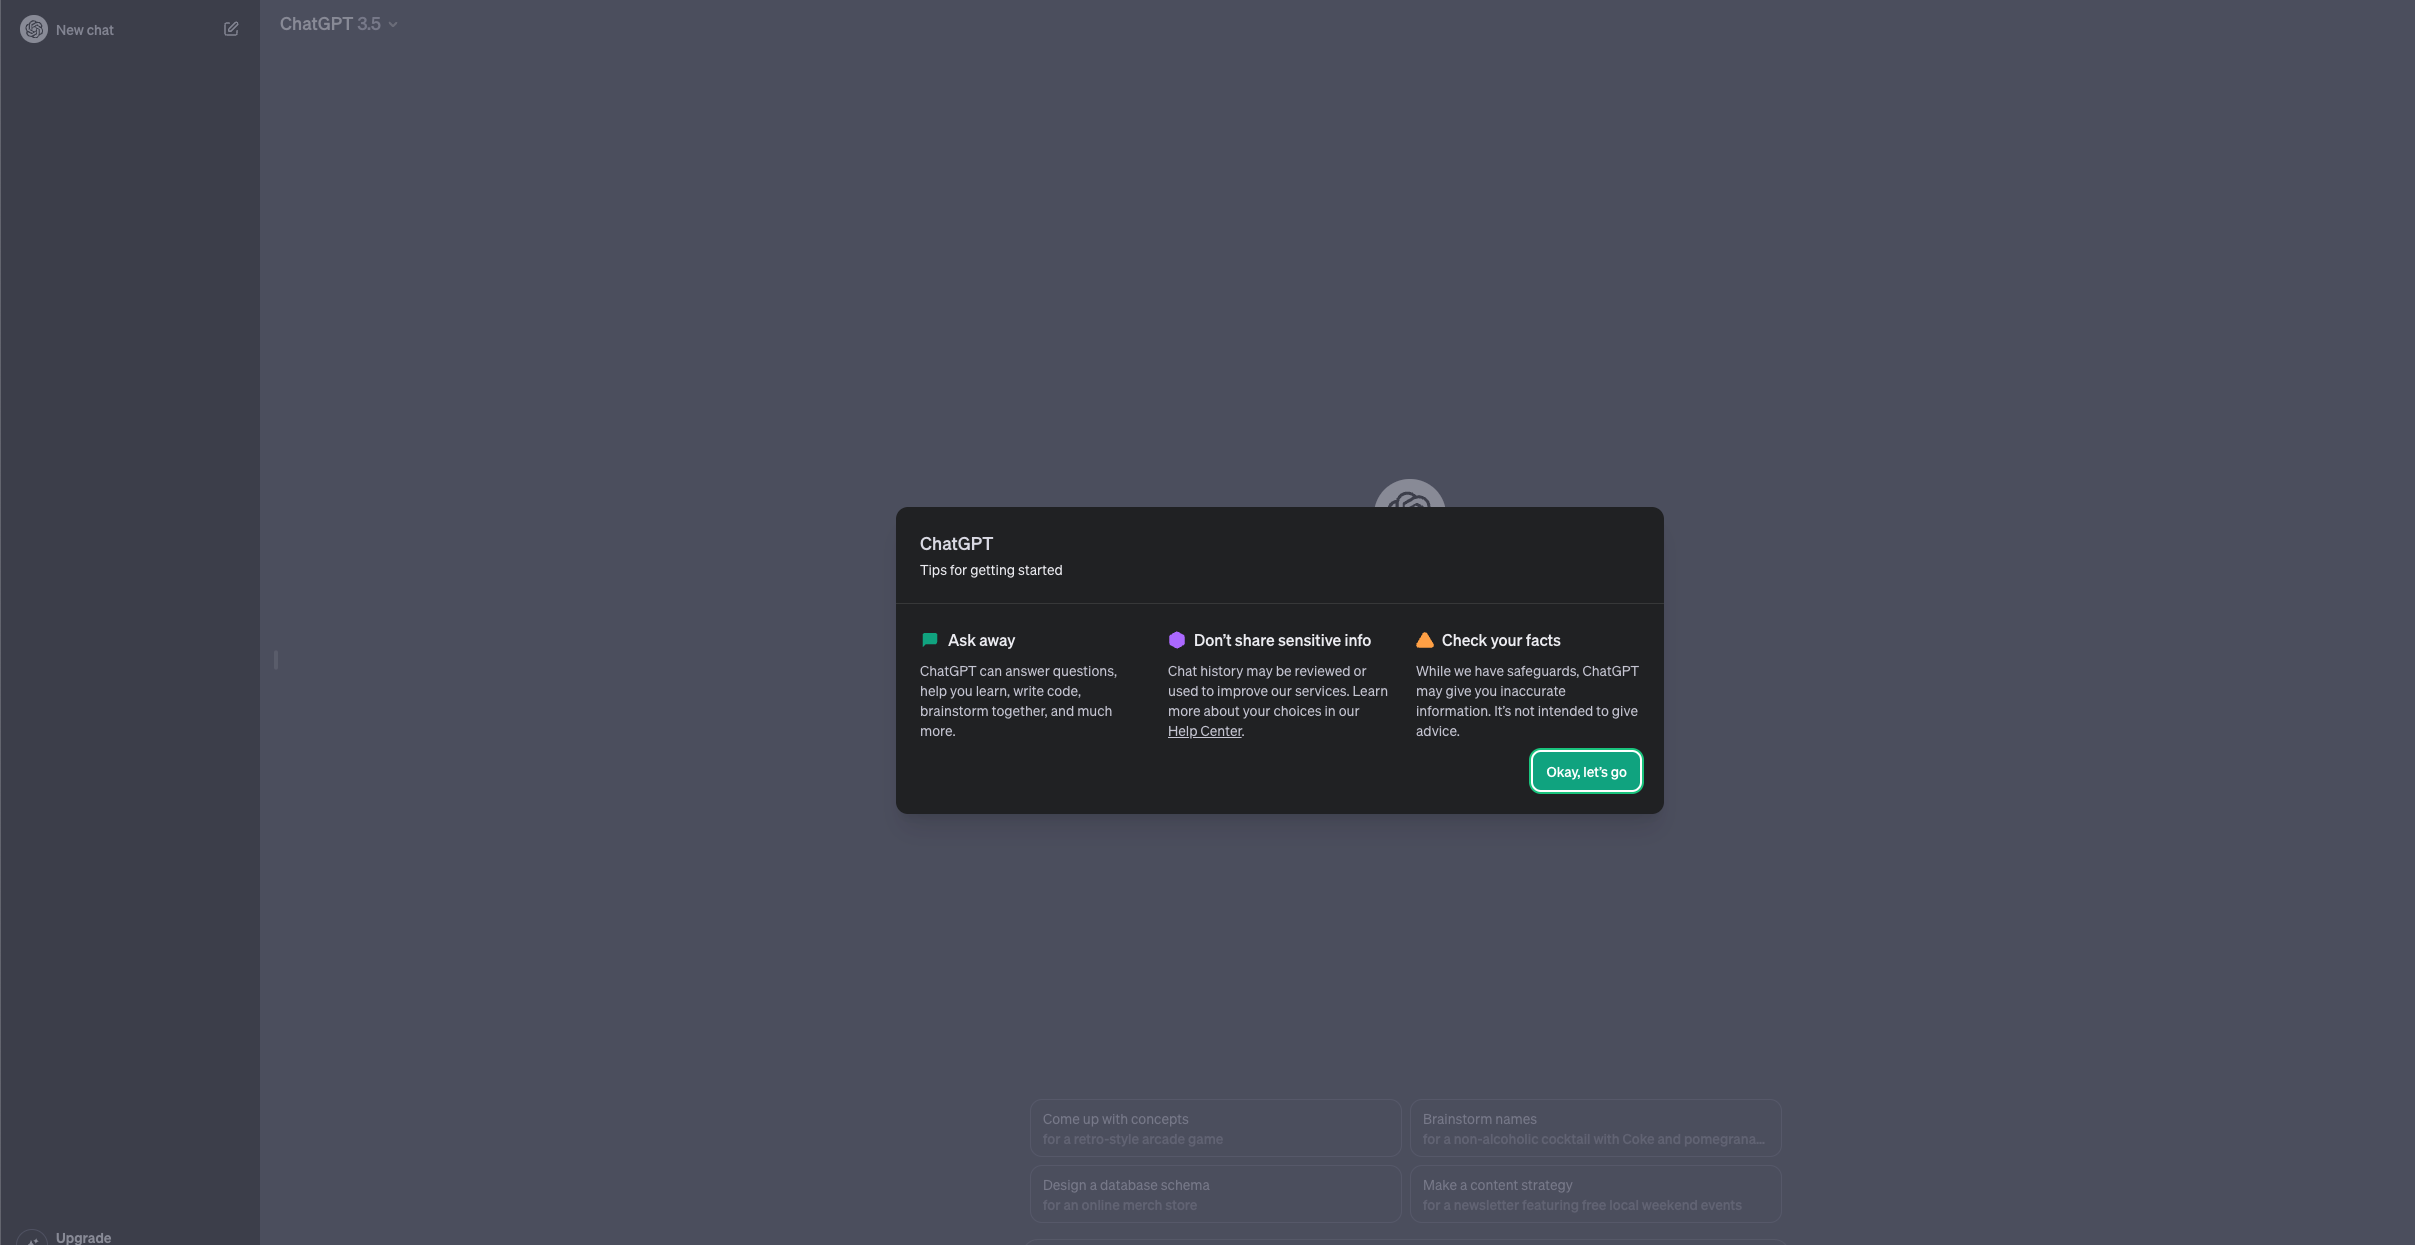 New chat
ChatGPT 3.5
ChatGPT
Tips for getting started
Ask away
ChatGPT can answer questions,
help you learn, write code,
brainstorm together, and much
more.
Don’t share sensitive info
Chat history may be reviewed or
used to improve our services. Learn
more about your choices in our
Help Center.
Check your facts
While we have safeguards, ChatGPT
may give you inaccurate
information. It’s not intended to give
advice.
Okay, let’s go
Come up with concepts
for a retro-style arcade game
Brainstorm names
for a non-alcoholic cocktail with Coke and pomegrana...
Design a database schema
for an online merch store
Make a content strategy
for a newsletter featuring free local weekend events
Upgrade